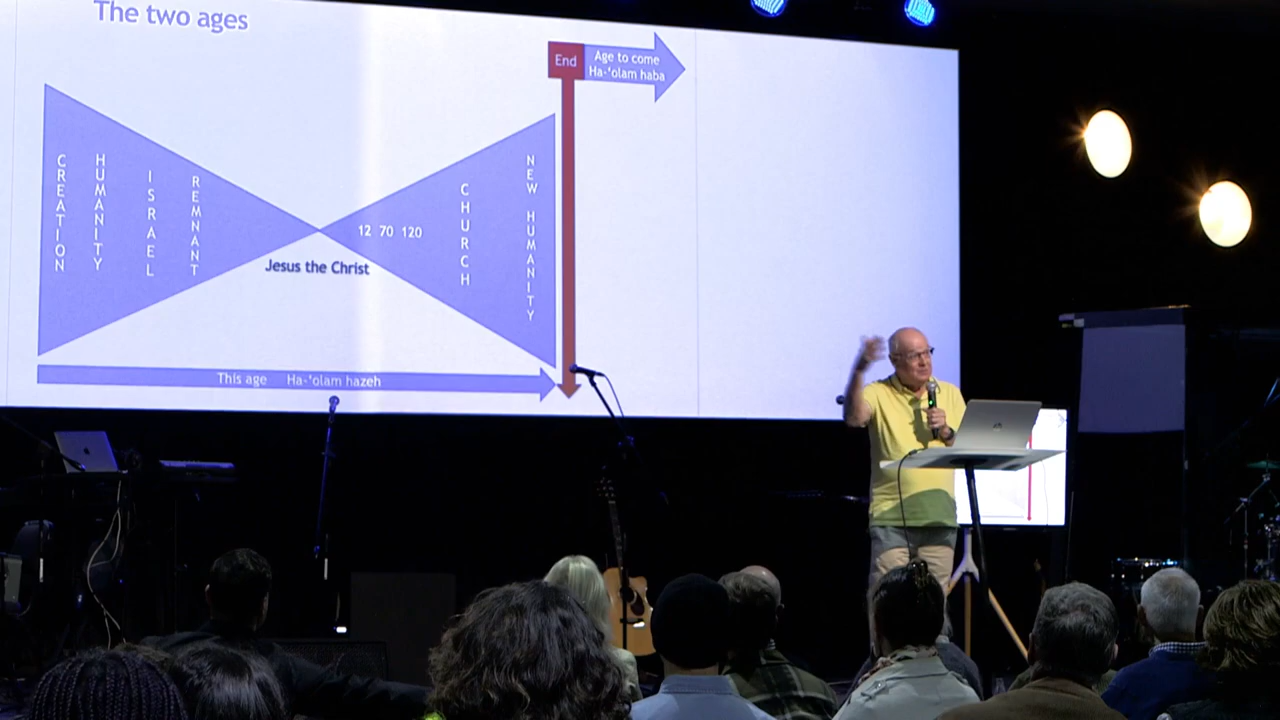 The two ages
End
Age to come
Ha-‘olam haba
CREATION
HUMANITY
ISRAEL
REMNANT
12 70 120
CHURCH
NEW HUMANITY
Jesus the Christ
This age Ha-‘olam hazeh